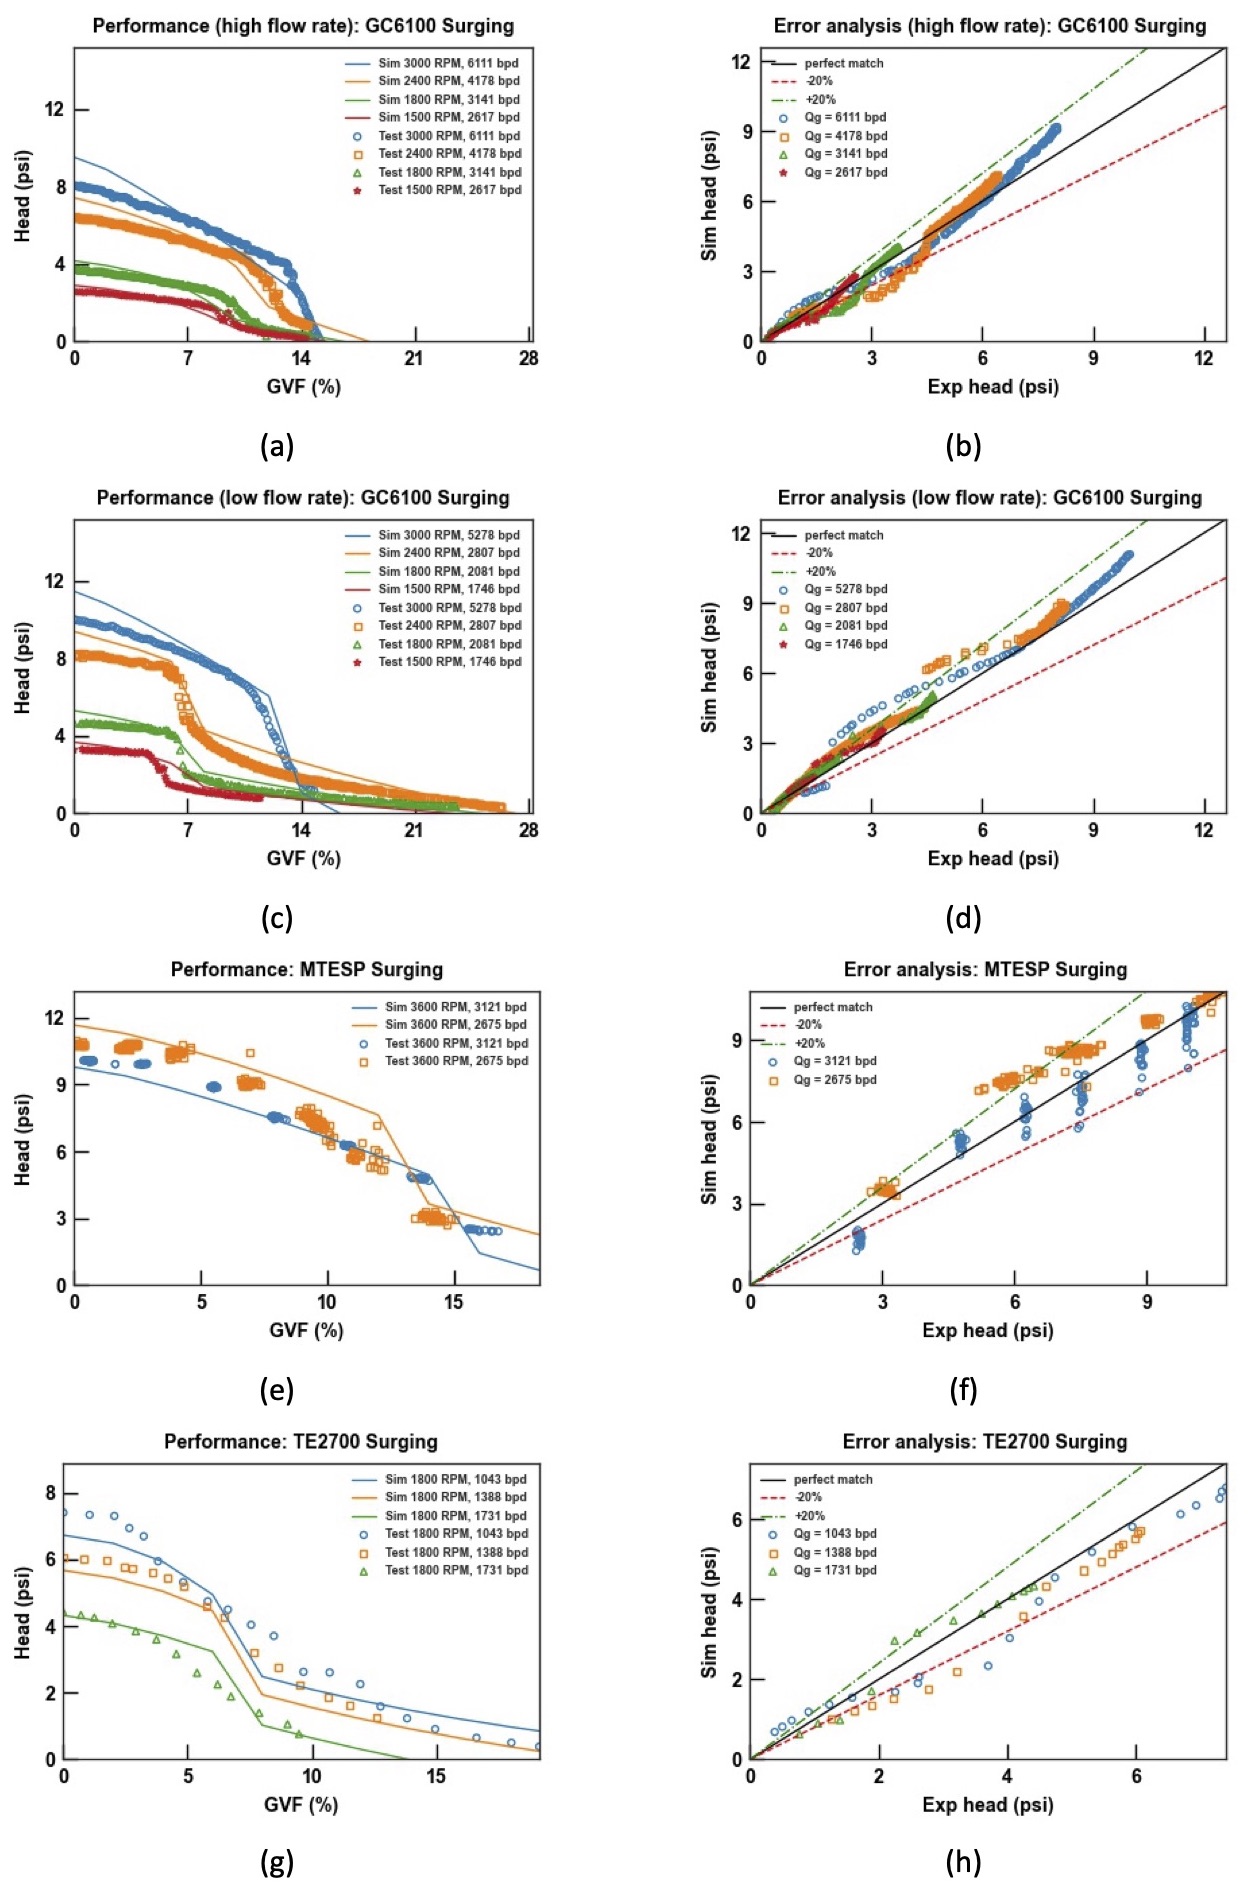 Performance (high flow rate): GC6100 Surging
Head (psi)
12
8
4
0
Sim 3000 RPM, 6111 bpd
Sim 2400 RPM, 4178 bpd
Sim 1800 RPM, 3141 bpd
Sim 1500 RPM, 2617 bpd
Test 3000 RPM, 6111 bpd
Test 2400 RPM, 4178 bpd
Test 1800 RPM, 3141 bpd
Test 1500 RPM, 2617 bpd
0 7 14 21 28
GVF (%)
(a)
Error analysis (high flow rate): GC6100 Surging
Sim head (psi)
12
9
6
3
0
perfect match
-20%
+20%
Qg = 6111 bpd
Qg = 4178 bpd
Qg = 3141 bpd
Qg = 2617 bpd
0 3 6 9 12
Exp head (psi)
(b)
Performance (low flow rate): GC6100 Surging
Head (psi)
12
8
4
0
Sim 3000 RPM, 5278 bpd
Sim 2400 RPM, 2807 bpd
Sim 1800 RPM, 2081 bpd
Sim 1500 RPM, 1746 bpd
Test 3000 RPM, 5278 bpd
Test 2400 RPM, 2807 bpd
Test 1800 RPM, 2081 bpd
Test 1500 RPM, 1746 bpd
0 7 14 21 28
GVF (%)
(c)
Error analysis (low flow rate): GC6100 Surging
Sim head (psi)
12
9
6
3
0
perfect match
-20%
+20%
Qg = 5278 bpd
Qg = 2807 bpd
Qg = 2081 bpd
Qg = 1746 bpd
0 3 6 9 12
Exp head (psi)
(d)
Performance: MTESP Surging
Head (psi)
12
9
6
3
0
Sim 3600 RPM, 3121 bpd
Sim 3600 RPM, 2675 bpd
Test 3600 RPM, 3121 bpd
Test 3600 RPM, 2675 bpd
0 5 10 15
GVF (%)
(e)
Error analysis: MTESP Surging
Sim head (psi)
9
6
3
0
perfect match
-20%
+20%
Qg = 3121 bpd
Qg = 2675 bpd
0 3 6 9
Exp head (psi)
(f)
Performance: TE2700 Surging
Head (psi)
8
6
4
2
0
Sim 1800 RPM, 1043 bpd
Sim 1800 RPM, 1388 bpd
Sim 1800 RPM, 1731 bpd
Test 1800 RPM, 1043 bpd
Test 1800 RPM, 1388 bpd
Test 1800 RPM, 1731 bpd
0 5 10 15
GVF (%)
(g)
Error analysis: TE2700 Surging
Sim head (psi)
6
4
2
0
perfect match
-20%
+20%
Qg = 1043 bpd
Qg = 1388 bpd
Qg = 1731 bpd
0 2 4 6
Exp head (psi)
(h)